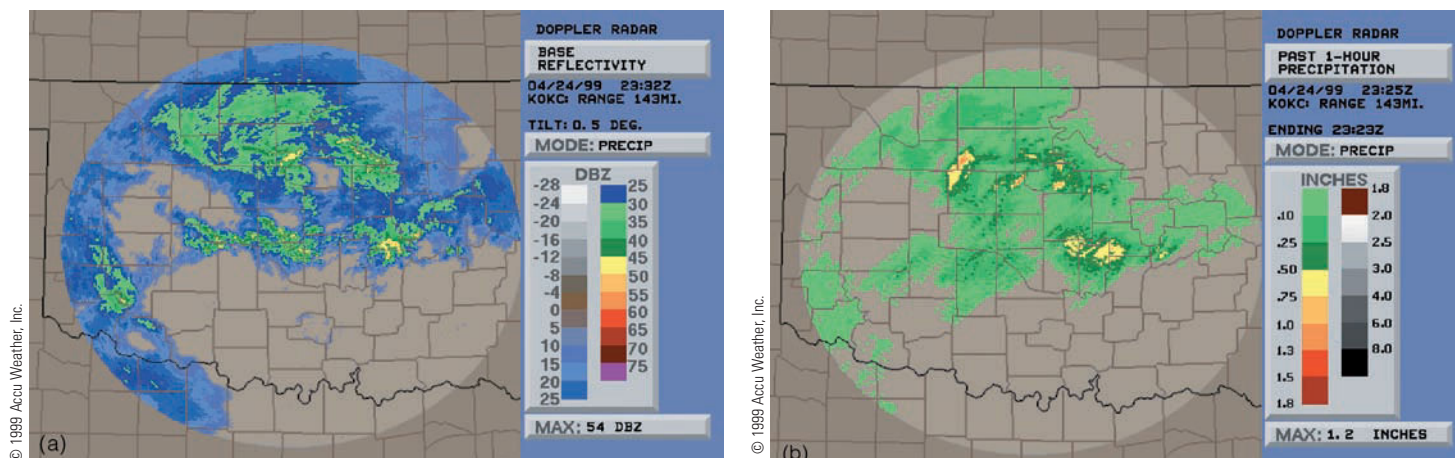 © 1999 Accu Weather, Inc.
(a)
DOPPLER RADAR
BASE
REFLECTIVITY
04/24/99 23:32Z
KOKC: RANGE 143MI.
TILT: 0.5 DEG.
MODE: PRECIP
DBZ
-28 25
-24 30
-20 35
-16 40
-12 45
-8 50
-4 55
0 60
5 65
10 70
15 75
20
25
MAX: 54 DBZ
© 1999 Accu Weather, Inc.
(b)
DOPPLER RADAR
PAST 1-HOUR
PRECIPITATION
04/24/99 23:25Z
KOKC: RANGE 143MI.
ENDING 23:23Z
MODE: PRECIP
INCHES
1.8
.10 2.0
.25 2.5
.50 3.0
.75 4.0
1.0 6.0
1.3 8.0
1.5
1.8
MAX: 1.2 INCHES